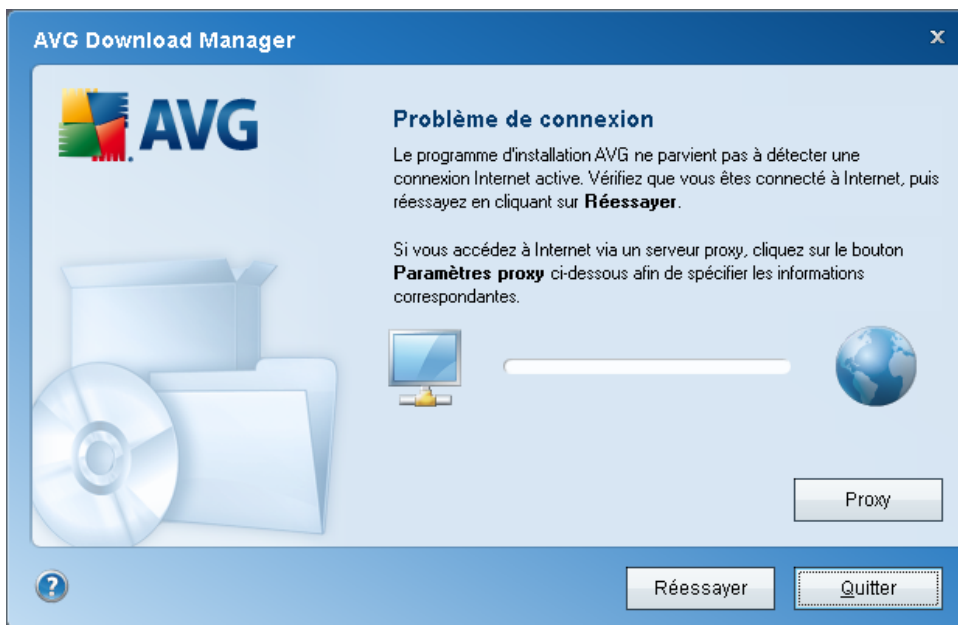 AVG Download Manager
x
AVG
Problème de connexion
Le programme d'installation AVG ne parvient pas à détecter une
connexion Internet active. Vérifiez que vous êtes connecté à Internet, puis
réessayez en cliquant sur Réessayer.
Si vous accédez à Internet via un serveur proxy, cliquez sur le bouton
Paramètres proxy ci-dessous afin de spécifier les informations
correspondantes.
Proxy
?
Réessayer
Quitter